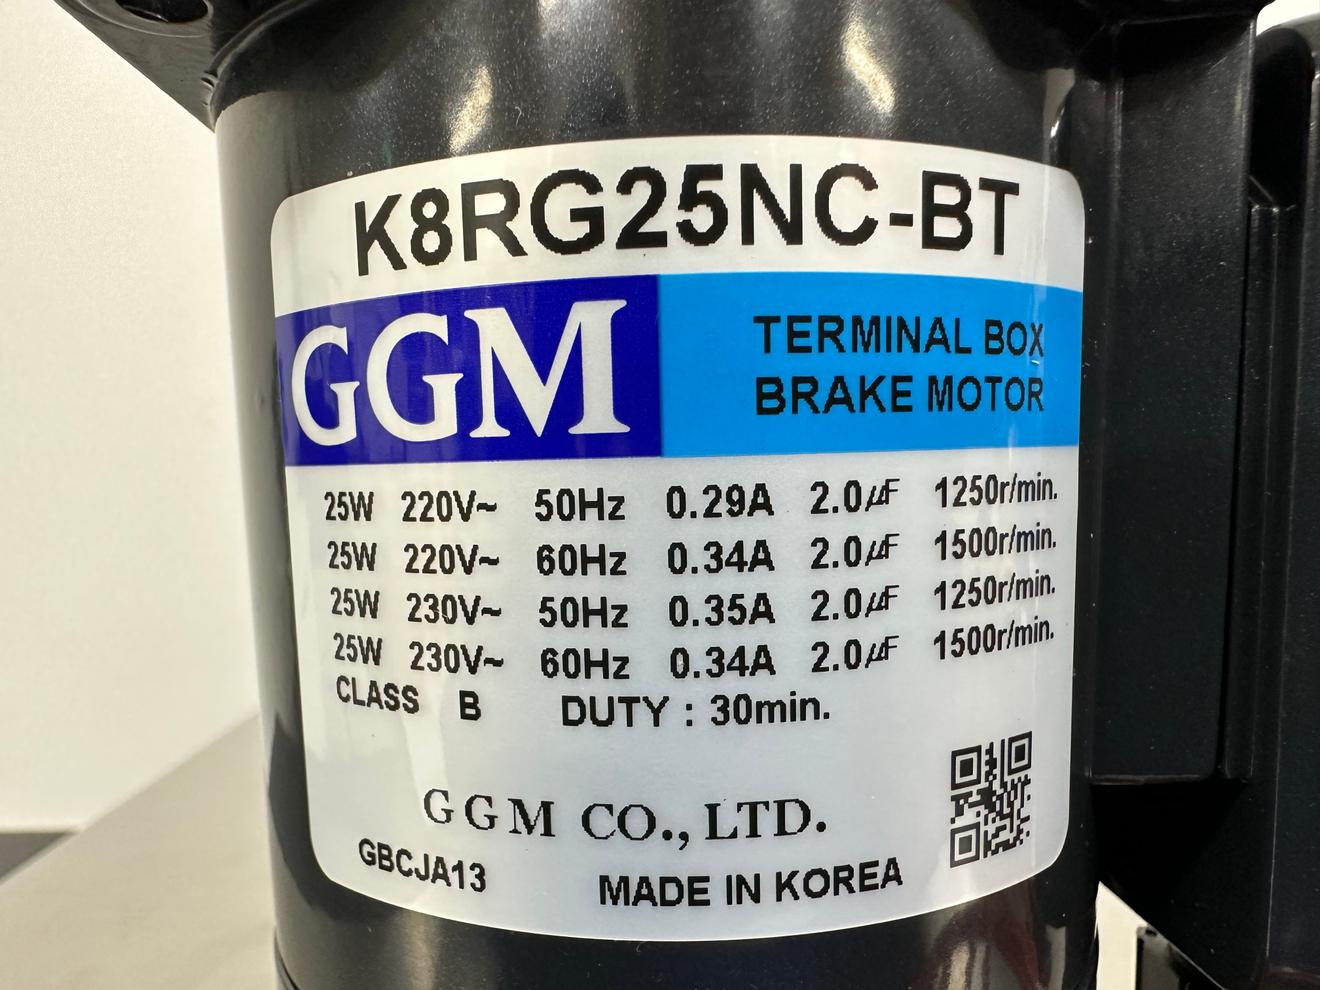 K8RG25NC-BT
GGM
TERMINAL BOX
BRAKE MOTOR
25W 220V~ 50Hz 0.29A 2.0㎌ 1250r/min.
25W 220V~ 60Hz 0.34A 2.0㎌ 1500r/min.
25W 230V~ 50Hz 0.35A 2.0㎌ 1250r/min.
25W 230V~ 60Hz 0.34A 2.0㎌ 1500r/min.
CLASS B DUTY : 30min.
GGM CO., LTD.
GBCJA13
MADE IN KOREA